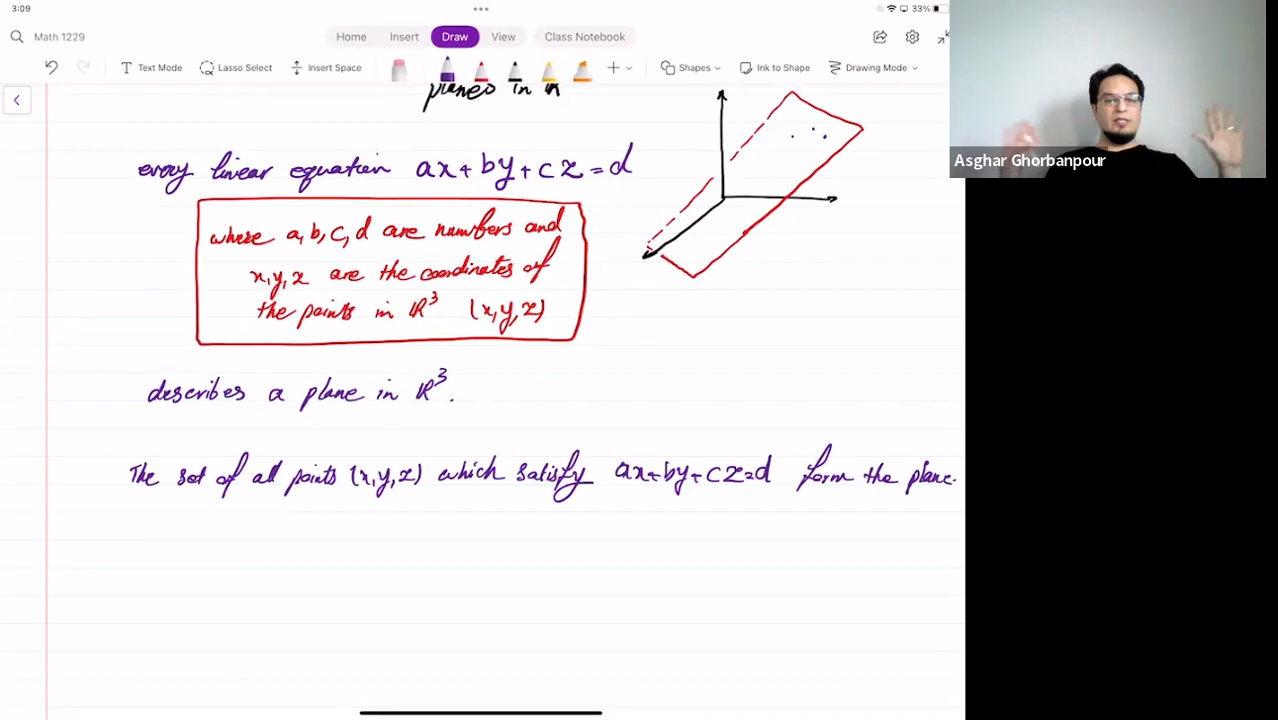 3:09
33%
Math 1229
Home Insert Draw View Class Notebook
Text Mode Lasso Select Insert Space Shapes Ink to Shape Drawing Mode
planes in R
every linear equation ax+by+cz=d
where a,b,c,d are numbers and
x,y,z are the coordinates of
the points in ℝ³ (x,y,z)
describes a plane in ℝ³.
The set of all points (x,y,z) which satisfy ax+by+cz=d form the plane.
Asghar Ghorbanpour